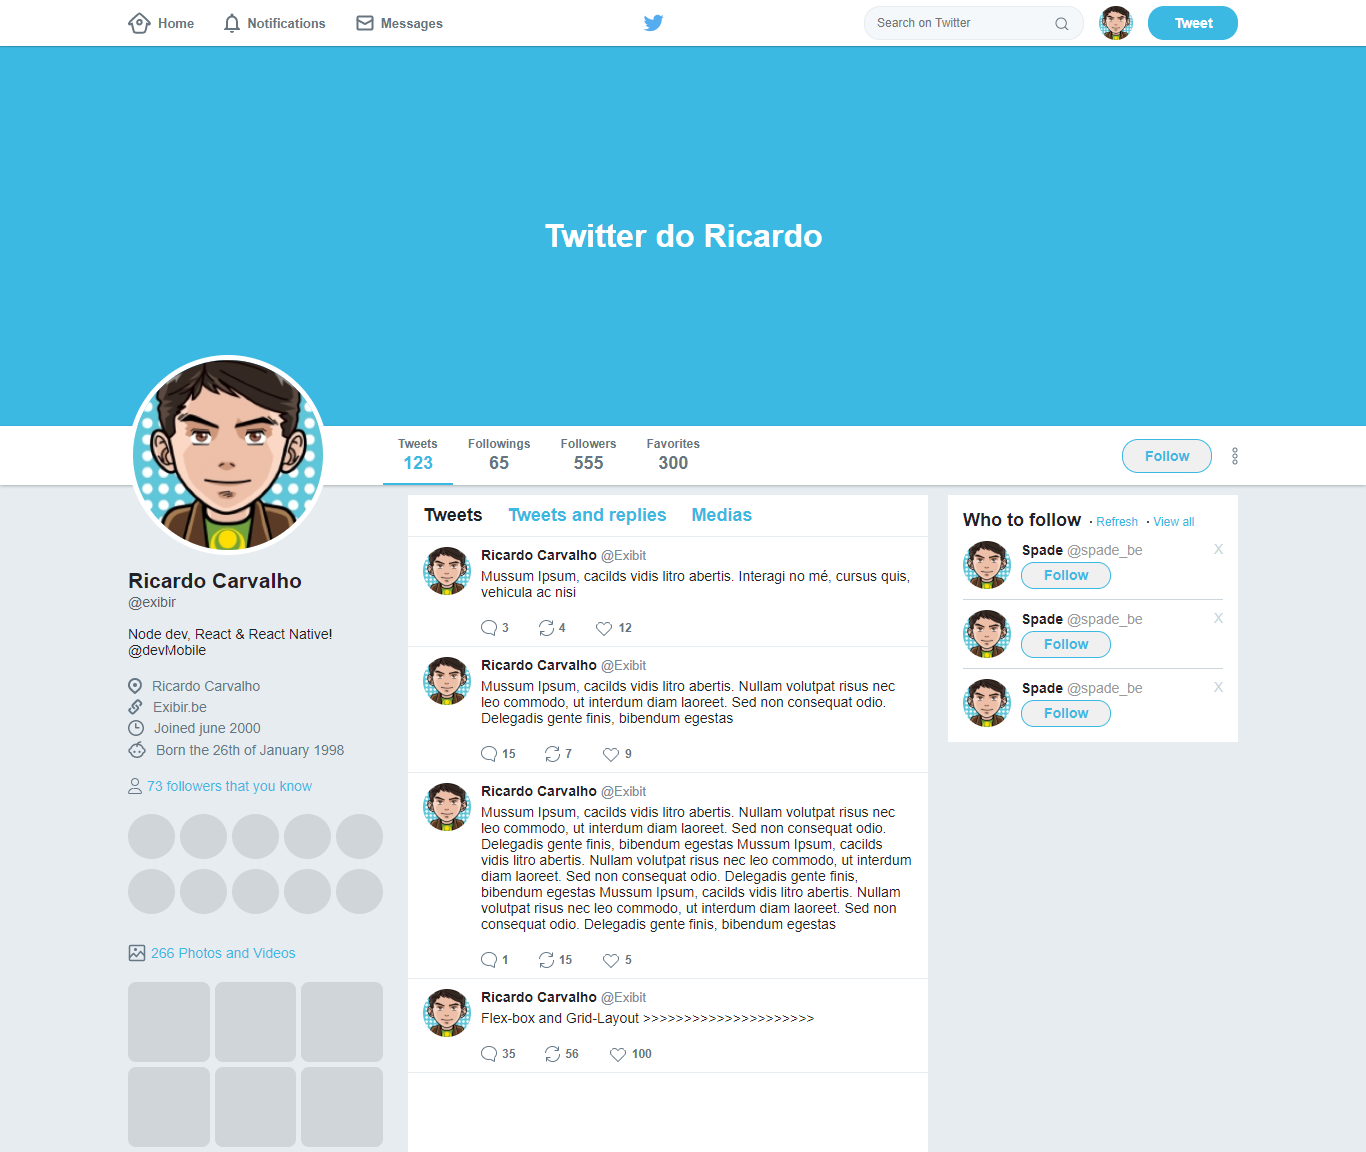 Home Notifications Messages Search on Twitter Tweet
Twitter do Ricardo
Tweets Followings Followers Favorites
123 65 555 300
Follow
Ricardo Carvalho
@exibir
Node dev, React & React Native!
@devMobile
Ricardo Carvalho
Exibir.be
Joined june 2000
Born the 26th of January 1998
73 followers that you know
266 Photos and Videos
Tweets Tweets and replies Medias
Ricardo Carvalho @Exibit
Mussum Ipsum, cacilds vidis litro abertis. Interagi no mé, cursus quis,
vehicula ac nisi
3 4 12
Ricardo Carvalho @Exibit
Mussum Ipsum, cacilds vidis litro abertis. Nullam volutpat risus nec
leo commodo, ut interdum diam laoreet. Sed non consequat odio.
Delegadis gente finis, bibendum egestas
15 7 9
Ricardo Carvalho @Exibit
Mussum Ipsum, cacilds vidis litro abertis. Nullam volutpat risus nec
leo commodo, ut interdum diam laoreet. Sed non consequat odio.
Delegadis gente finis, bibendum egestas Mussum Ipsum, cacilds
vidis litro abertis. Nullam volutpat risus nec leo commodo, ut interdum
diam laoreet. Sed non consequat odio. Delegadis gente finis,
bibendum egestas Mussum Ipsum, cacilds vidis litro abertis. Nullam
volutpat risus nec leo commodo, ut interdum diam laoreet. Sed non
consequat odio. Delegadis gente finis, bibendum egestas
1 15 5
Ricardo Carvalho @Exibit
Flex-box and Grid-Layout >>>>>>>>>>>>>>>>>>>>>
35 56 100
Who to follow · Refresh · View all
Spade @spade_be X
Follow
Spade @spade_be X
Follow
Spade @spade_be X
Follow